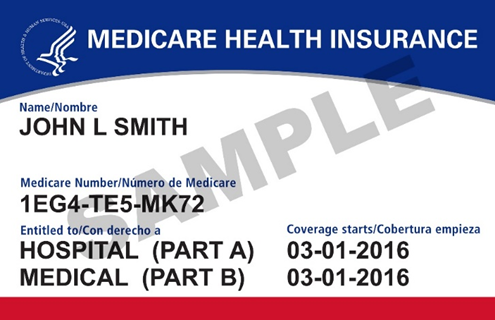 MEDICARE HEALTH INSURANCE
Name/Nombre
JOHN L SMITH
Medicare Number/Número de Medicare
1EG4-TE5-MK72
Entitled to/Con derecho a Coverage starts/Cobertura empieza
HOSPITAL (PART A) 03-01-2016
MEDICAL (PART B) 03-01-2016
SAMPLE